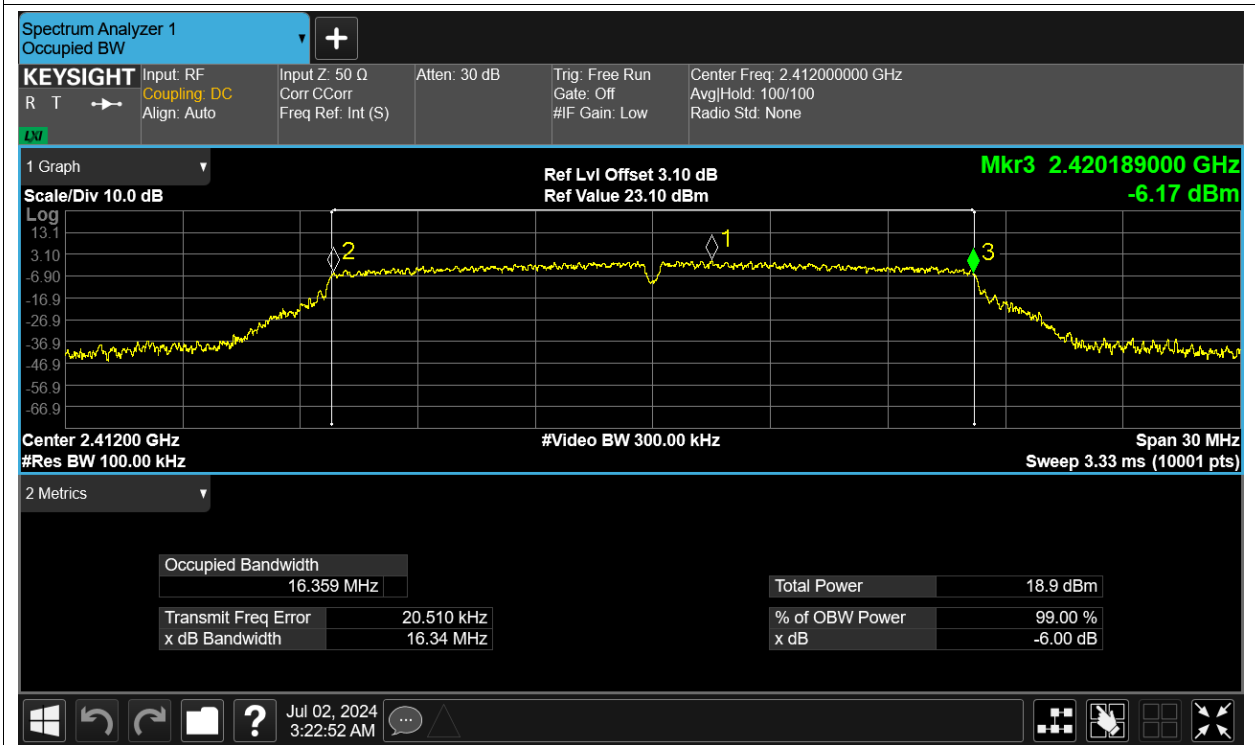 Spectrum Analyzer 1
Occupied BW
KEYSIGHT
R T
LXI
Input: RF
Coupling: DC
Align: Auto
Input Z: 50 Ω
Corr CCorr
Freq Ref: Int (S)
Atten: 30 dB
Trig: Free Run
Gate: Off
#IF Gain: Low
Center Freq: 2.412000000 GHz
Avg|Hold: 100/100
Radio Std: None
1 Graph
Scale/Div 10.0 dB
Ref Lvl Offset 3.10 dB
Ref Value 23.10 dBm
Mkr3 2.420189000 GHz
-6.17 dBm
Log
13.1
3.10
-6.90
-16.9
-26.9
-36.9
-46.9
-56.9
-66.9
2
1
3
Center 2.41200 GHz
#Res BW 100.00 kHz
#Video BW 300.00 kHz
Span 30 MHz
Sweep 3.33 ms (10001 pts)
2 Metrics
Occupied Bandwidth
16.359 MHz
Transmit Freq Error 20.510 kHz
x dB Bandwidth 16.34 MHz
Total Power 18.9 dBm
% of OBW Power 99.00 %
x dB -6.00 dB
?
Jul 02, 2024
3:22:52 AM